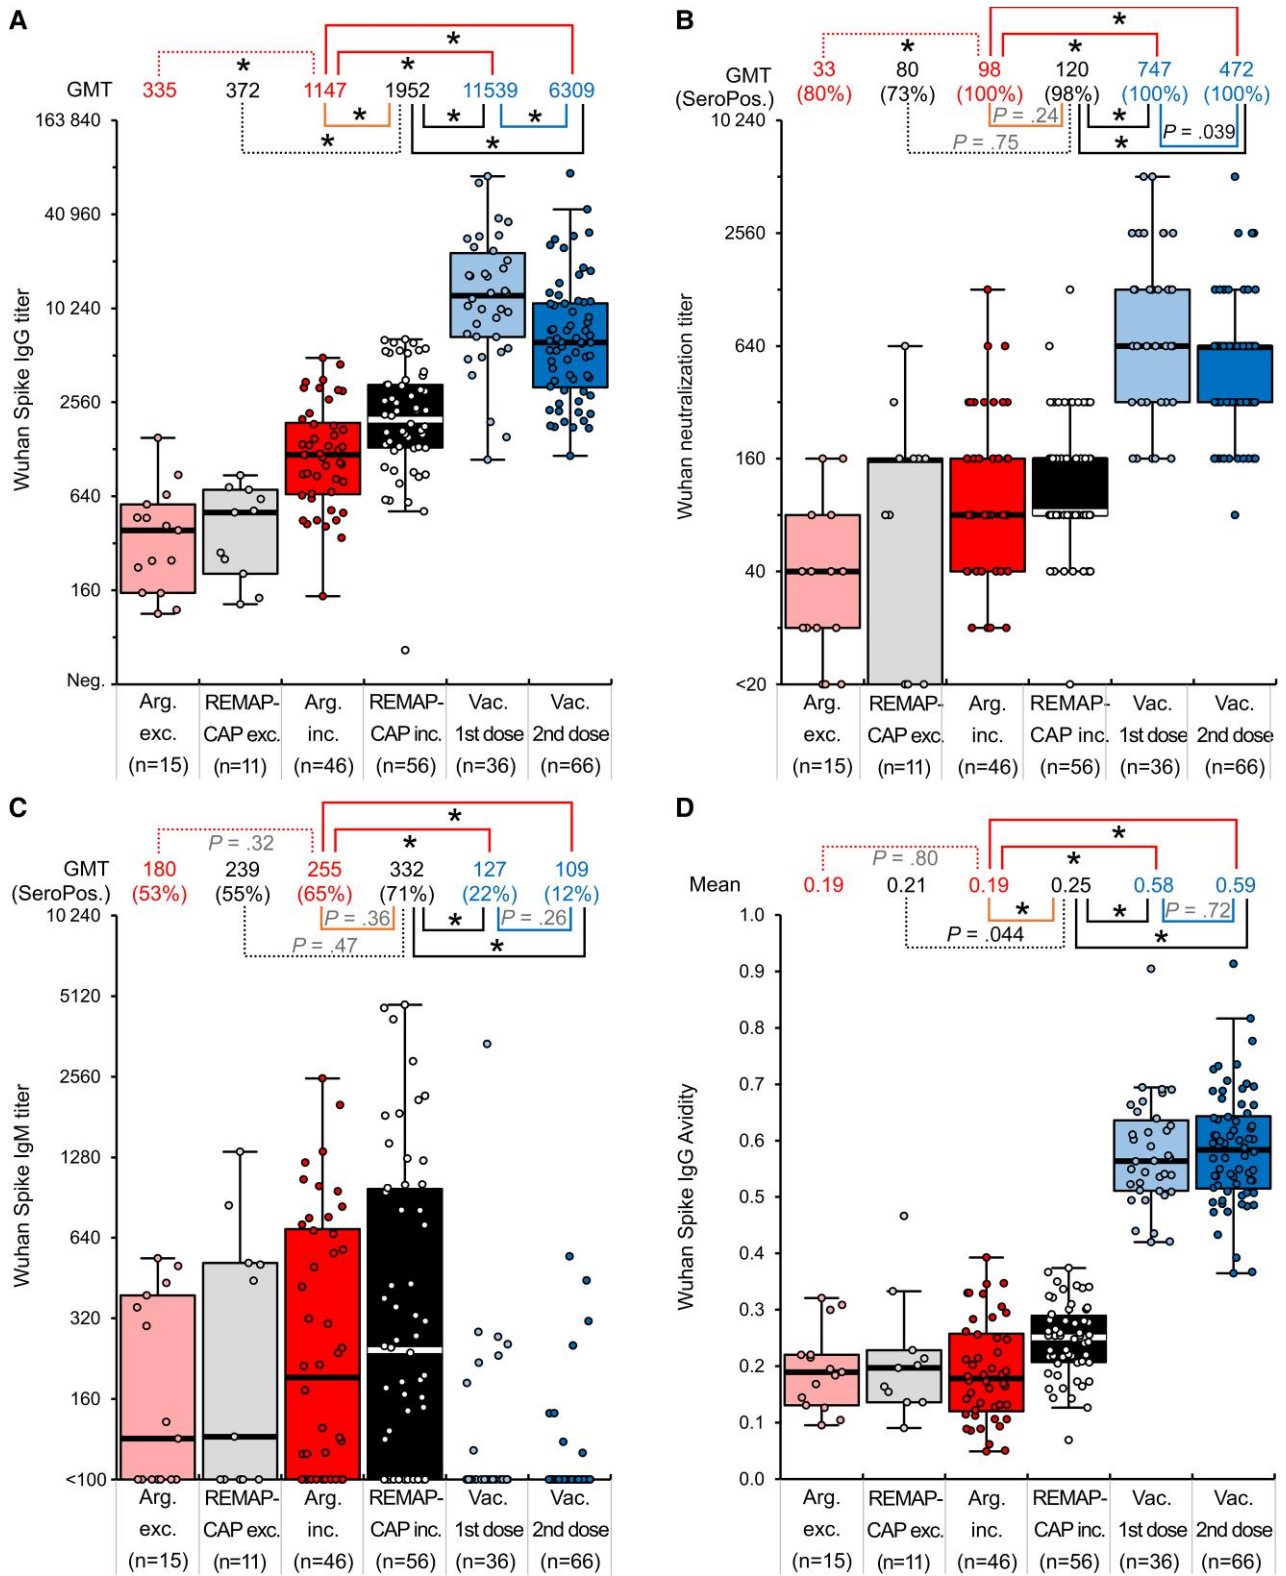 A
*
*
*
GMT 335 372 1147 1952 11539 6309
* * *
* *
163 840
40 960
10 240
2560
640
160
Neg.
Wuhan Spike IgG titer
Arg. exc. (n=15)
REMAP-CAP exc. (n=11)
Arg. inc. (n=46)
REMAP-CAP inc. (n=56)
Vac. 1st dose (n=36)
Vac. 2nd dose (n=66)
B
*
* *
GMT 33 80 98 120 747 472
(SeroPos.) (80%) (73%) (100%) (98%) (100%) (100%)
P = .24 *
P = .75 * P = .039
10 240
2560
640
160
40
<20
Wuhan neutralization titer
Arg. exc. (n=15)
REMAP-CAP exc. (n=11)
Arg. inc. (n=46)
REMAP-CAP inc. (n=56)
Vac. 1st dose (n=36)
Vac. 2nd dose (n=66)
C
*
P = .32 *
GMT 180 239 255 332 127 109
(SeroPos.) (53%) (55%) (65%) (71%) (22%) (12%)
P = .36 * P = .26
P = .47 *
10 240
5120
2560
1280
640
320
160
<100
Wuhan Spike IgM titer
Arg. exc. (n=15)
REMAP-CAP exc. (n=11)
Arg. inc. (n=46)
REMAP-CAP inc. (n=56)
Vac. 1st dose (n=36)
Vac. 2nd dose (n=66)
D
*
P = .80 *
Mean 0.19 0.21 0.19 0.25 0.58 0.59
* * P = .72
P = .044 *
1.0
0.9
0.8
0.7
0.6
0.5
0.4
0.3
0.2
0.1
0.0
Wuhan Spike IgG Avidity
Arg. exc. (n=15)
REMAP-CAP exc. (n=11)
Arg. inc. (n=46)
REMAP-CAP inc. (n=56)
Vac. 1st dose (n=36)
Vac. 2nd dose (n=66)